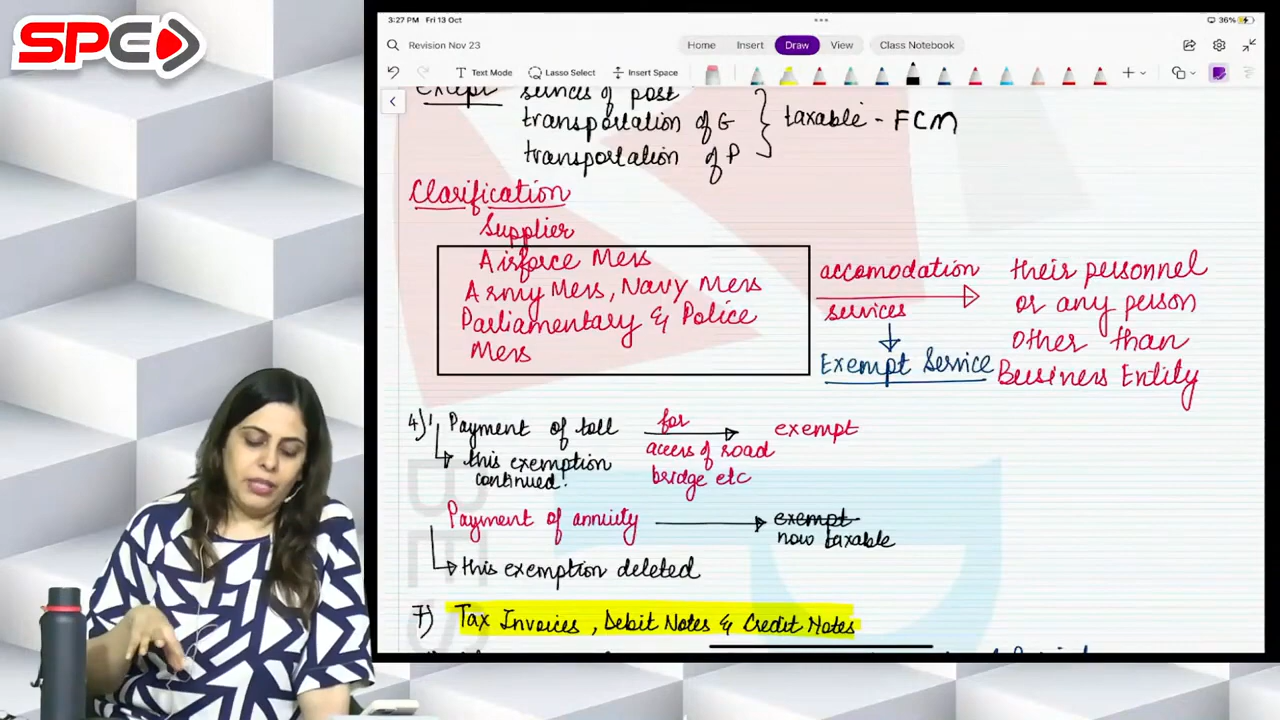 SPE
3:27 PM Fri 13 Oct
36%
Revision Nov 23
Home Insert Draw View Class Notebook
Text Mode Lasso Select Insert Space
Except services of post
transportation of G } taxable - FCM
transportation of P
Clarification
Supplier
Airforce Mess
Army Mess, Navy Mess
Parliamentary & Police
Mess
accomodation
services
Exempt Service
their personnel
or any person
other than
Business Entity
4) Payment of toll for exempt
this exemption access of road
continued. bridge etc
Payment of annuity exempt
now taxable
this exemption deleted
7) Tax Invoices, Debit Notes & Credit Notes
BES